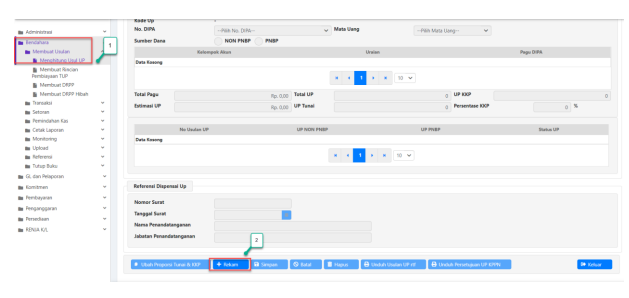 Kode Up
Administrasi
No. DIPA
--Pilih No. DIPA--
Mata Uang
--Pilih Mata Uang--
Bendahara
Sumber Dana
NON PNBP
PNBP
1
Membuat Usulan
Kelompok Akun
Uraian
Pagu DIPA
Menghitung Usul UP
Data Kosong
Membuat Rincian
Pembiayaan TUP
1
10
Membuat DRPP
Membuat DRPP Hibah
Total Pagu
Rp. 0,00
Total UP
0
UP KKP
0
Transaksi
Estimasi UP
Rp. 0,00
UP Tunai
0
Persentase KKP
0
%
Setoran
Pemindahan Kas
Cetak Laporan
No Usulan UP
UP NON PNBP
UP PNBP
Status UP
Monitoring
Data Kosong
Upload
Referensi
1
10
Tutup Buku
GL dan Pelaporan
Komitmen
Referensi Dispensasi Up
Pembayaran
Penganggaran
Nomor Surat
Persediaan
Tanggal Surat
RENJA K/L
Nama Penandatanganan
Jabatan Penandatanganan
2
Ubah Proporsi Tunai & KKP
Rekam
Simpan
Batal
Hapus
Unduh Usulan UP
Unduh Persetujuan UP KPPN
Keluar